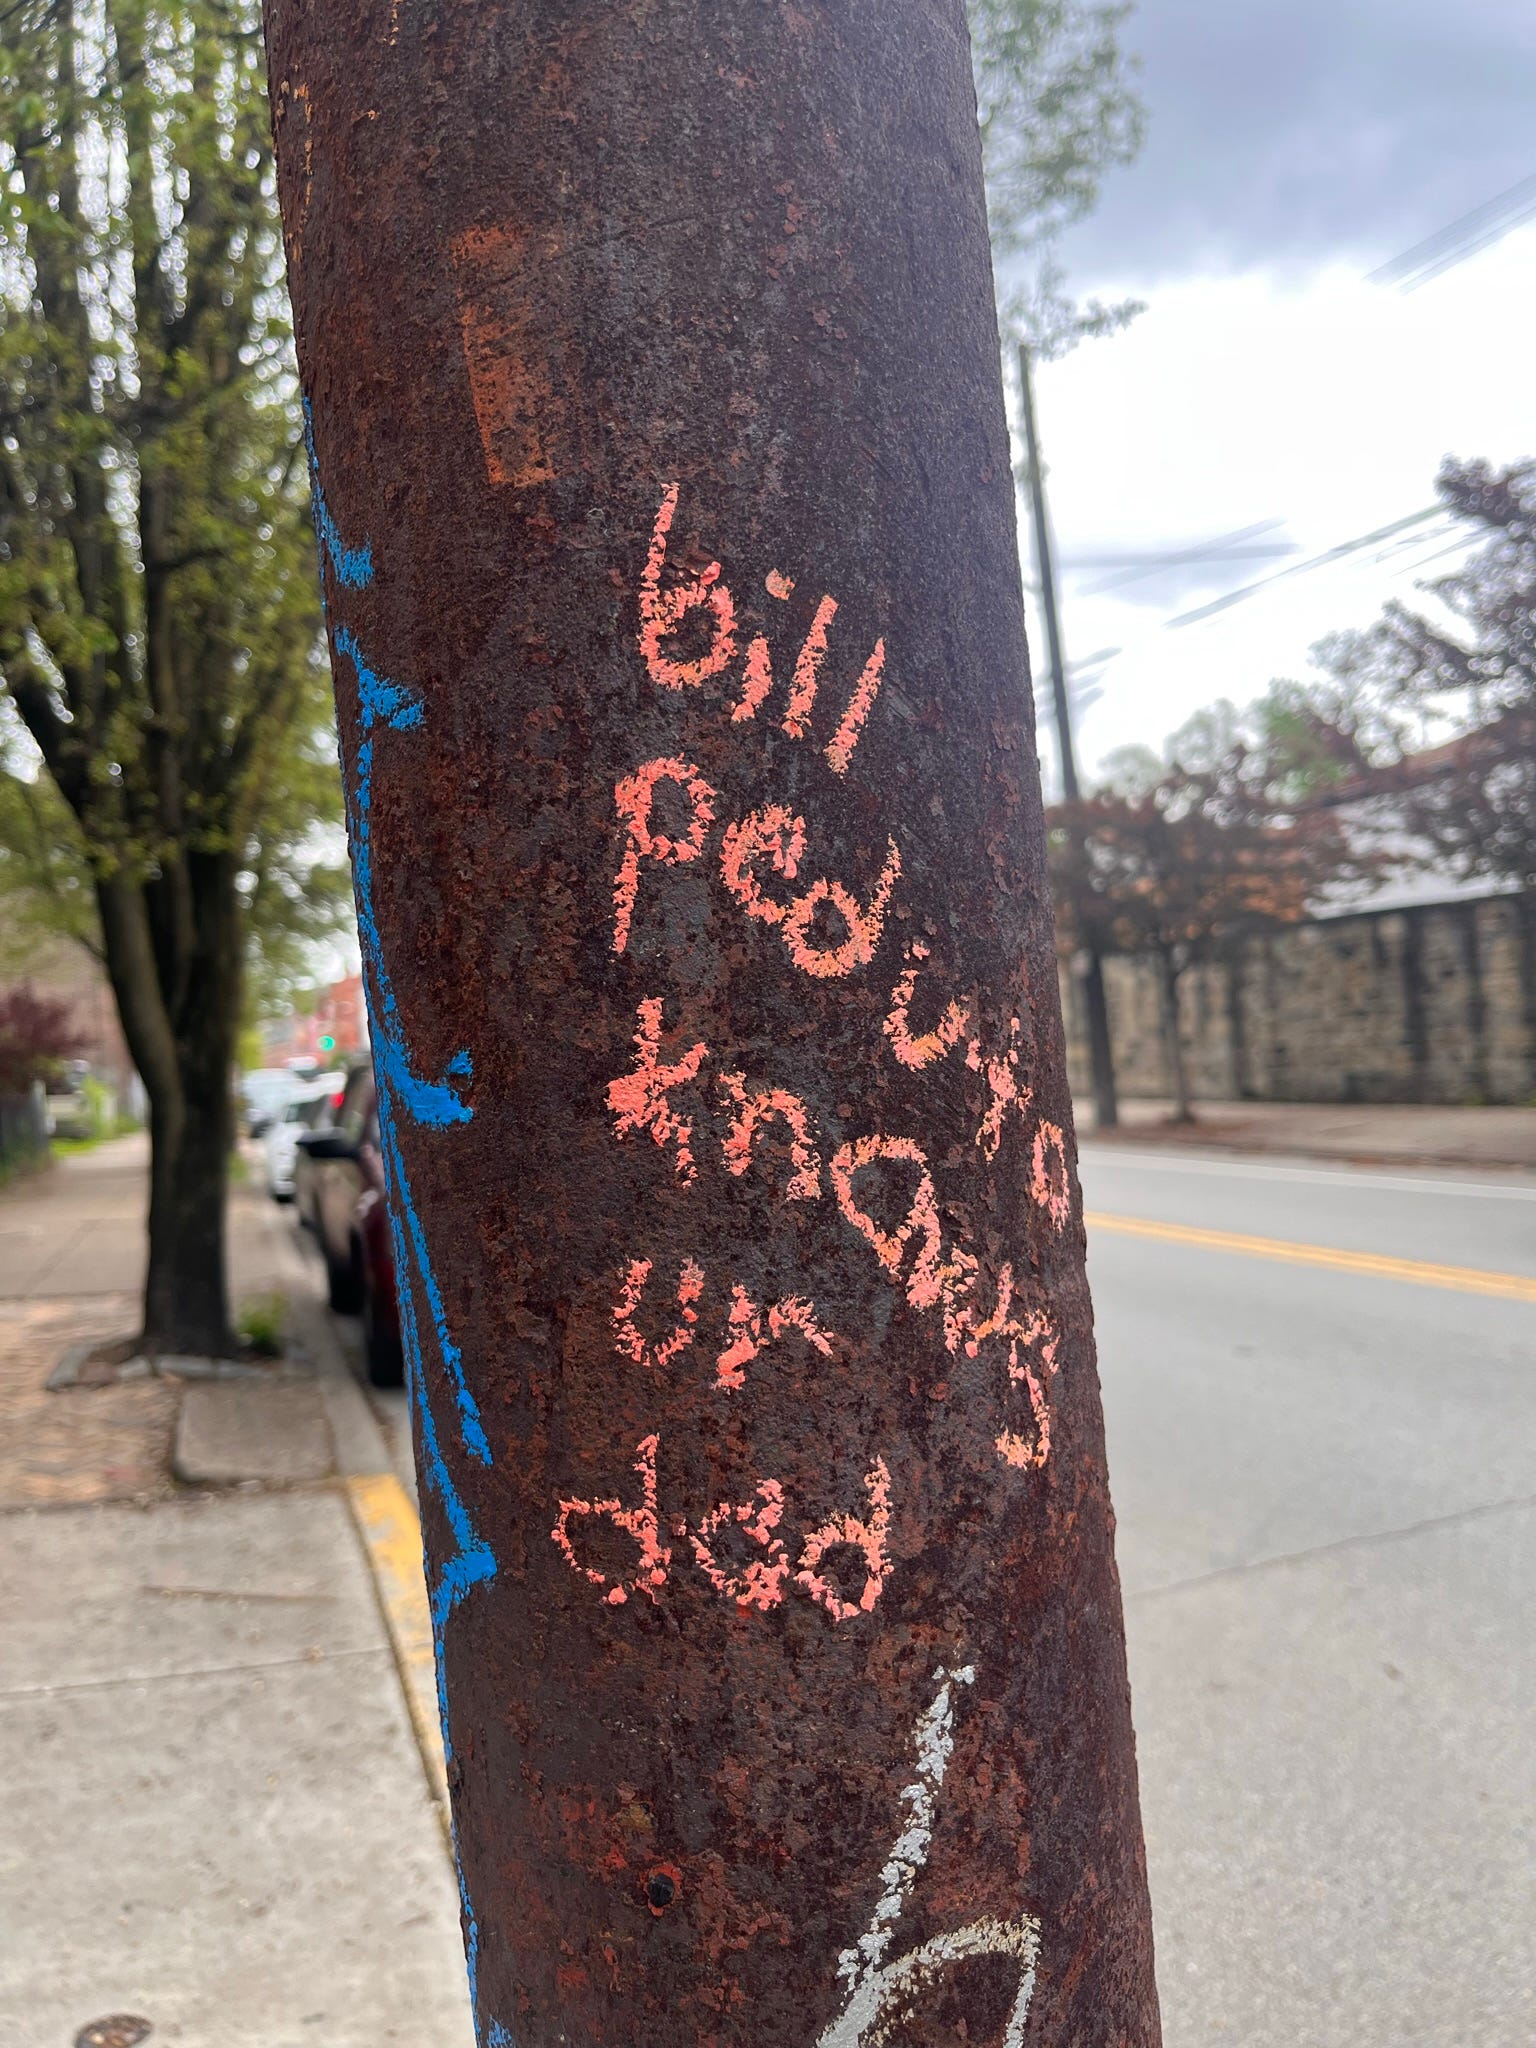 bill
peduto
knows
ur
dad